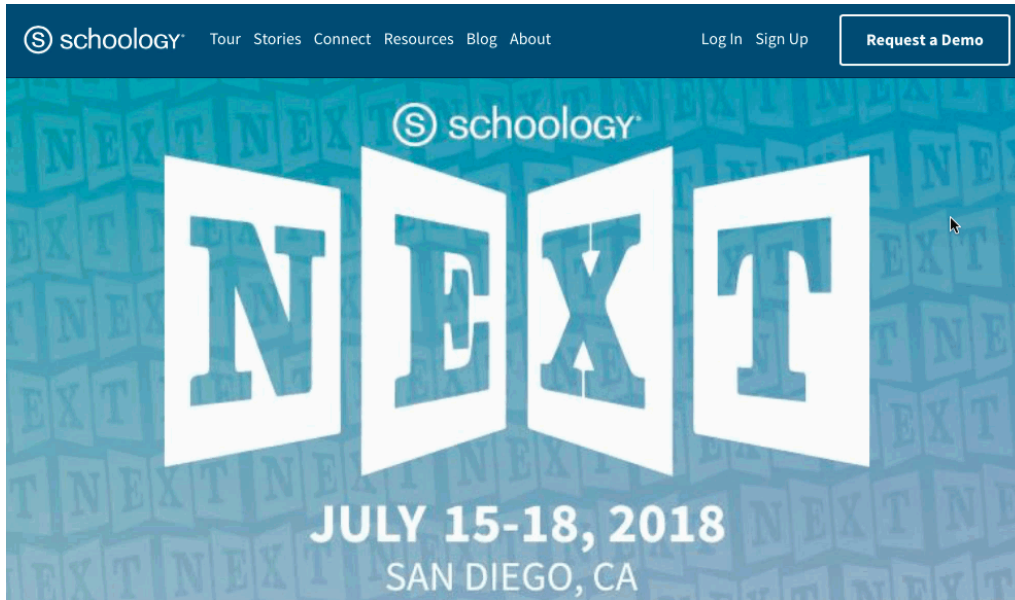 S schoology Tour Stories Connect Resources Blog About Log In Sign Up Request a Demo
S schoology
NEXT
JULY 15-18, 2018
SAN DIEGO, CA